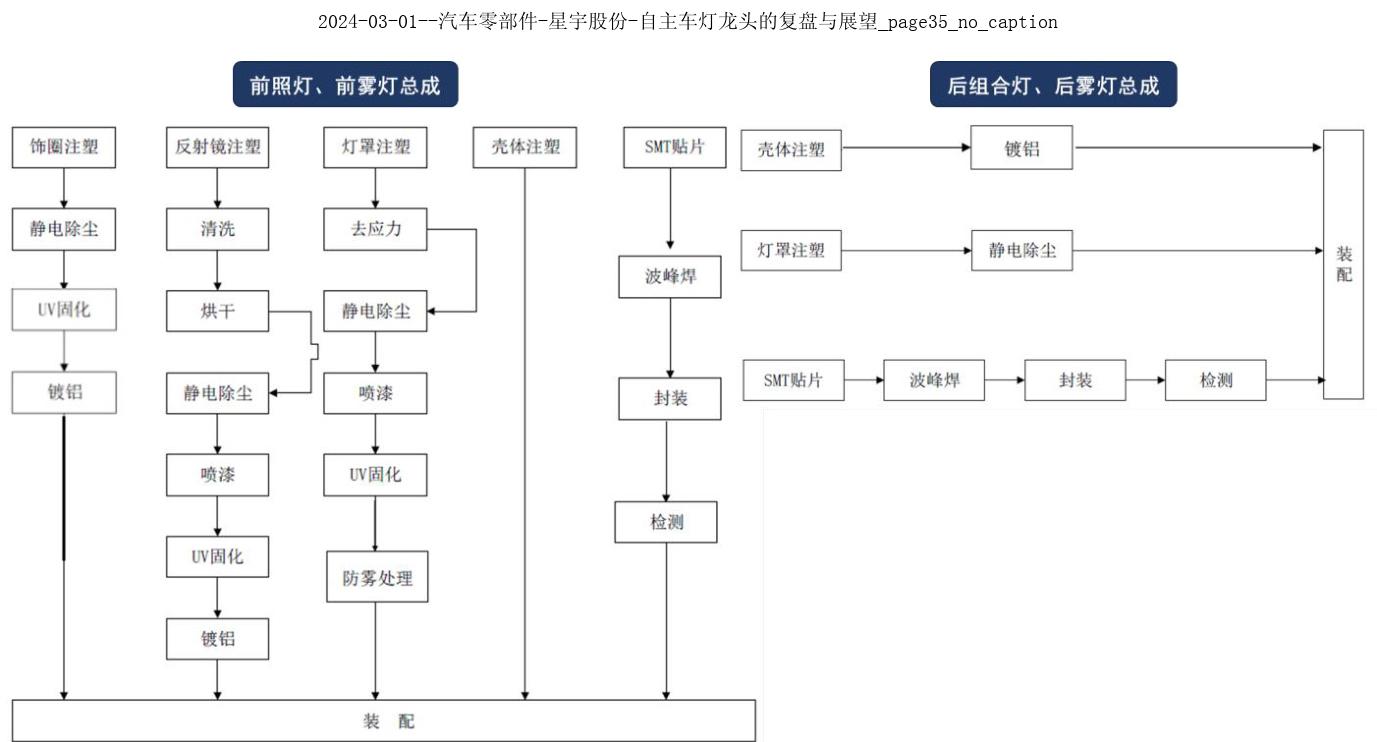 2024-03-01--汽车零部件-星宇股份-自主车灯龙头的复盘与展望_page35_no_caption
前照灯、前雾灯总成
饰圈注塑
静电除尘
UV固化
镀铝
反射镜注塑
清洗
烘干
静电除尘
喷漆
UV固化
镀铝
灯罩注塑
去应力
静电除尘
喷漆
UV固化
防雾处理
壳体注塑
SMT贴片
波峰焊
封装
检测
装 配
后组合灯、后雾灯总成
壳体注塑
镀铝
灯罩注塑
静电除尘
SMT贴片
波峰焊
封装
检测
装
配